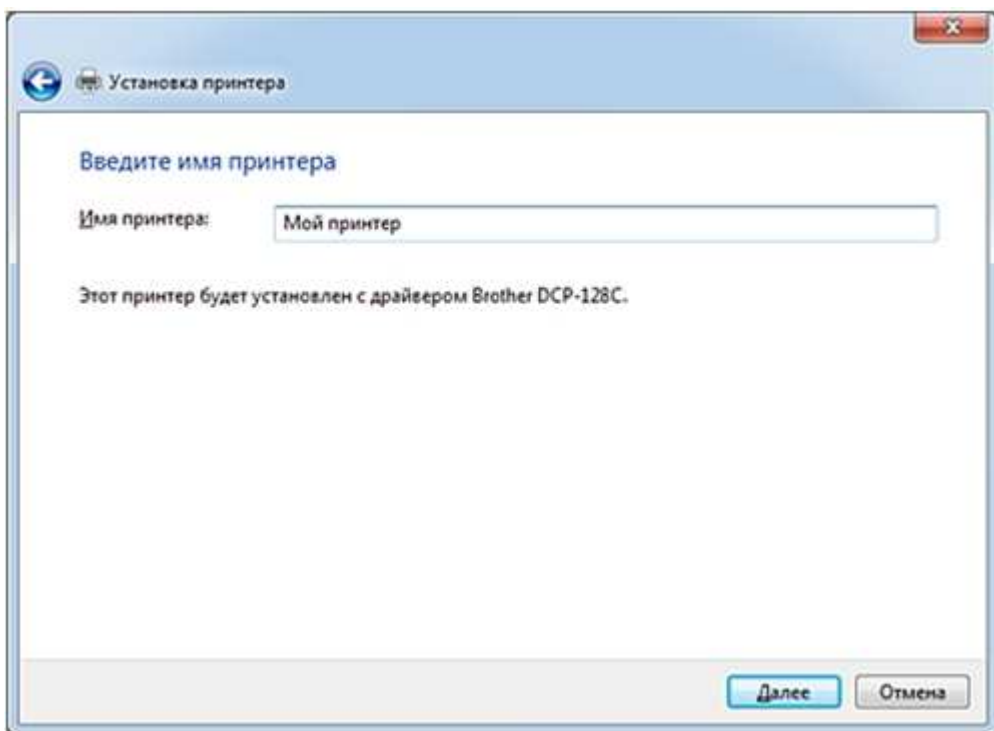 Установка принтера
Введите имя принтера
Имя принтера: Мой принтер
Этот принтер будет установлен с драйвером Brother DCP-128C.
Далее Отмена